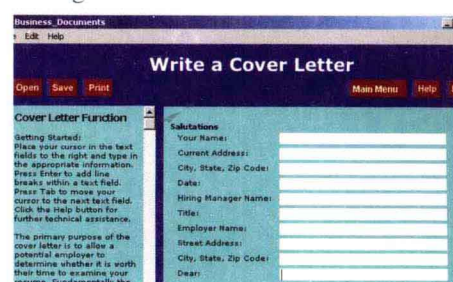 Business_Documents
Edit Help
Write a Cover Letter
Open Save Print Main Menu Help
Cover Letter Function
Getting Started:
Place your cursor in the text
fields to the right and type in
the appropriate information.
Press Enter to add line
breaks within a text field.
Press Tab to move your
cursor to the next text field.
Click the Help button for
further technical assistance.
The primary purpose of the
cover letter is to allow a
potential employer to
determine whether it is worth
their time to examine your
Salutations
Your Name:
Current Address:
City, State, Zip Code:
Date:
Hiring Manager Name:
Title:
Employer Name:
Street Address:
City, State, Zip Code:
Dear: